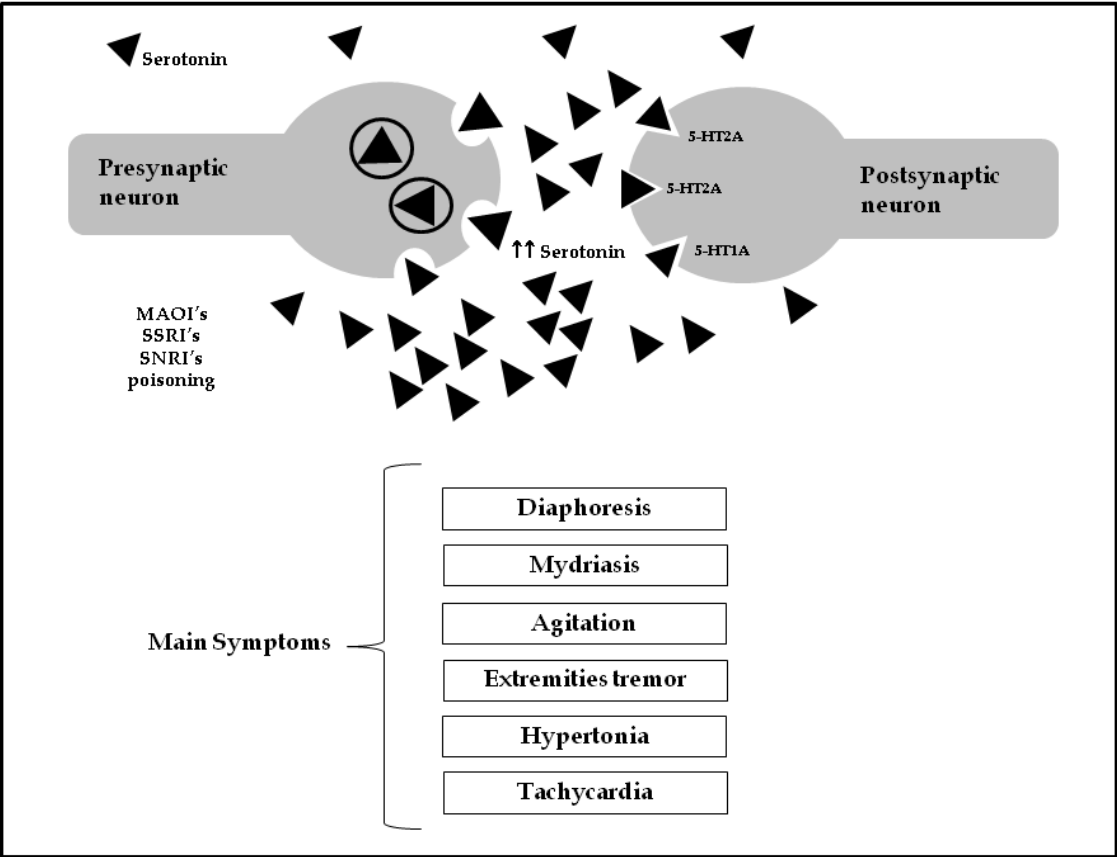 Serotonin
5-HT2A
Presynaptic
neuron
5-HT2A
Postsynaptic
neuron
↑↑ Serotonin
5-HT1A
MAOI's
SSRI's
SNRI's
poisoning
Diaphoresis
Mydriasis
Agitation
Main Symptoms
Extremities tremor
Hypertonia
Tachycardia